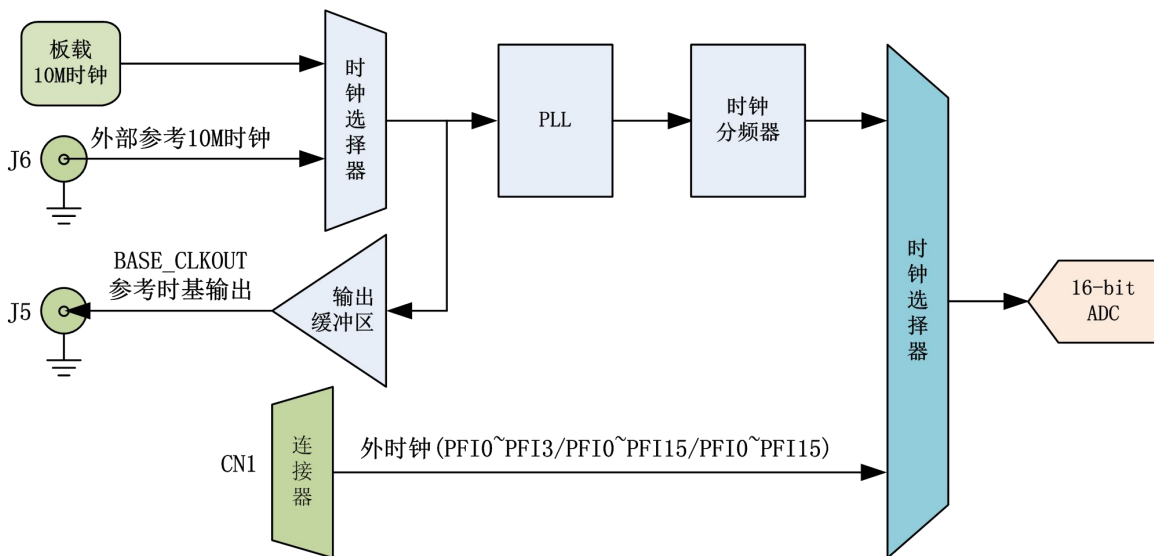 板载
10M时钟
时钟选择器
PLL
时钟
分频器
外部参考10M时钟
J6
BASE_CLKOUT
参考时基输出
J5
输出
缓冲区
时钟选择器
16-bit
ADC
连接器
CN1
外时钟(PFI0~PFI3/PFI0~PFI15/PFI0~PFI15)